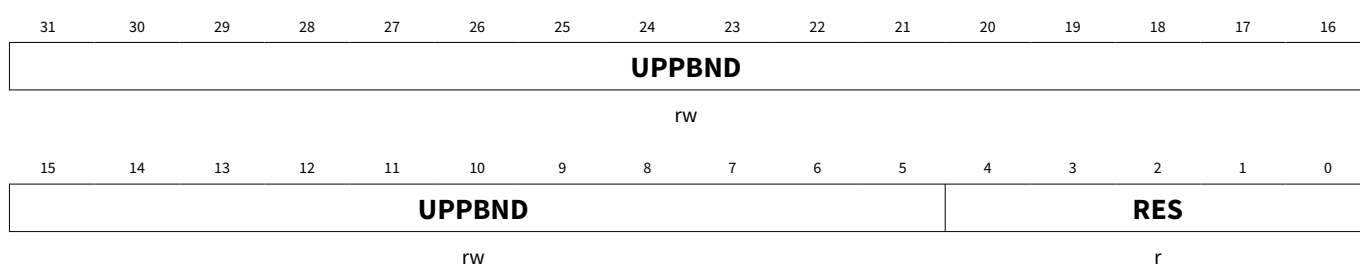 31 30 29 28 27 26 25 24 23 22 21 20 19 18 17 16
UPPBND
rw
15 14 13 12 11 10 9 8 7 6 5 4 3 2 1 0
UPPBND RES
rw r